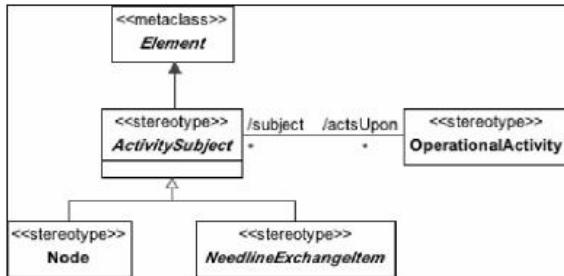 <<metaclass>>
Element
<<stereotype>>
ActivitySubject
/subject /actsUpon
* *
<<stereotype>>
OperationalActivity
<<stereotype>>
Node
<<stereotype>>
NeedlineExchangeItem